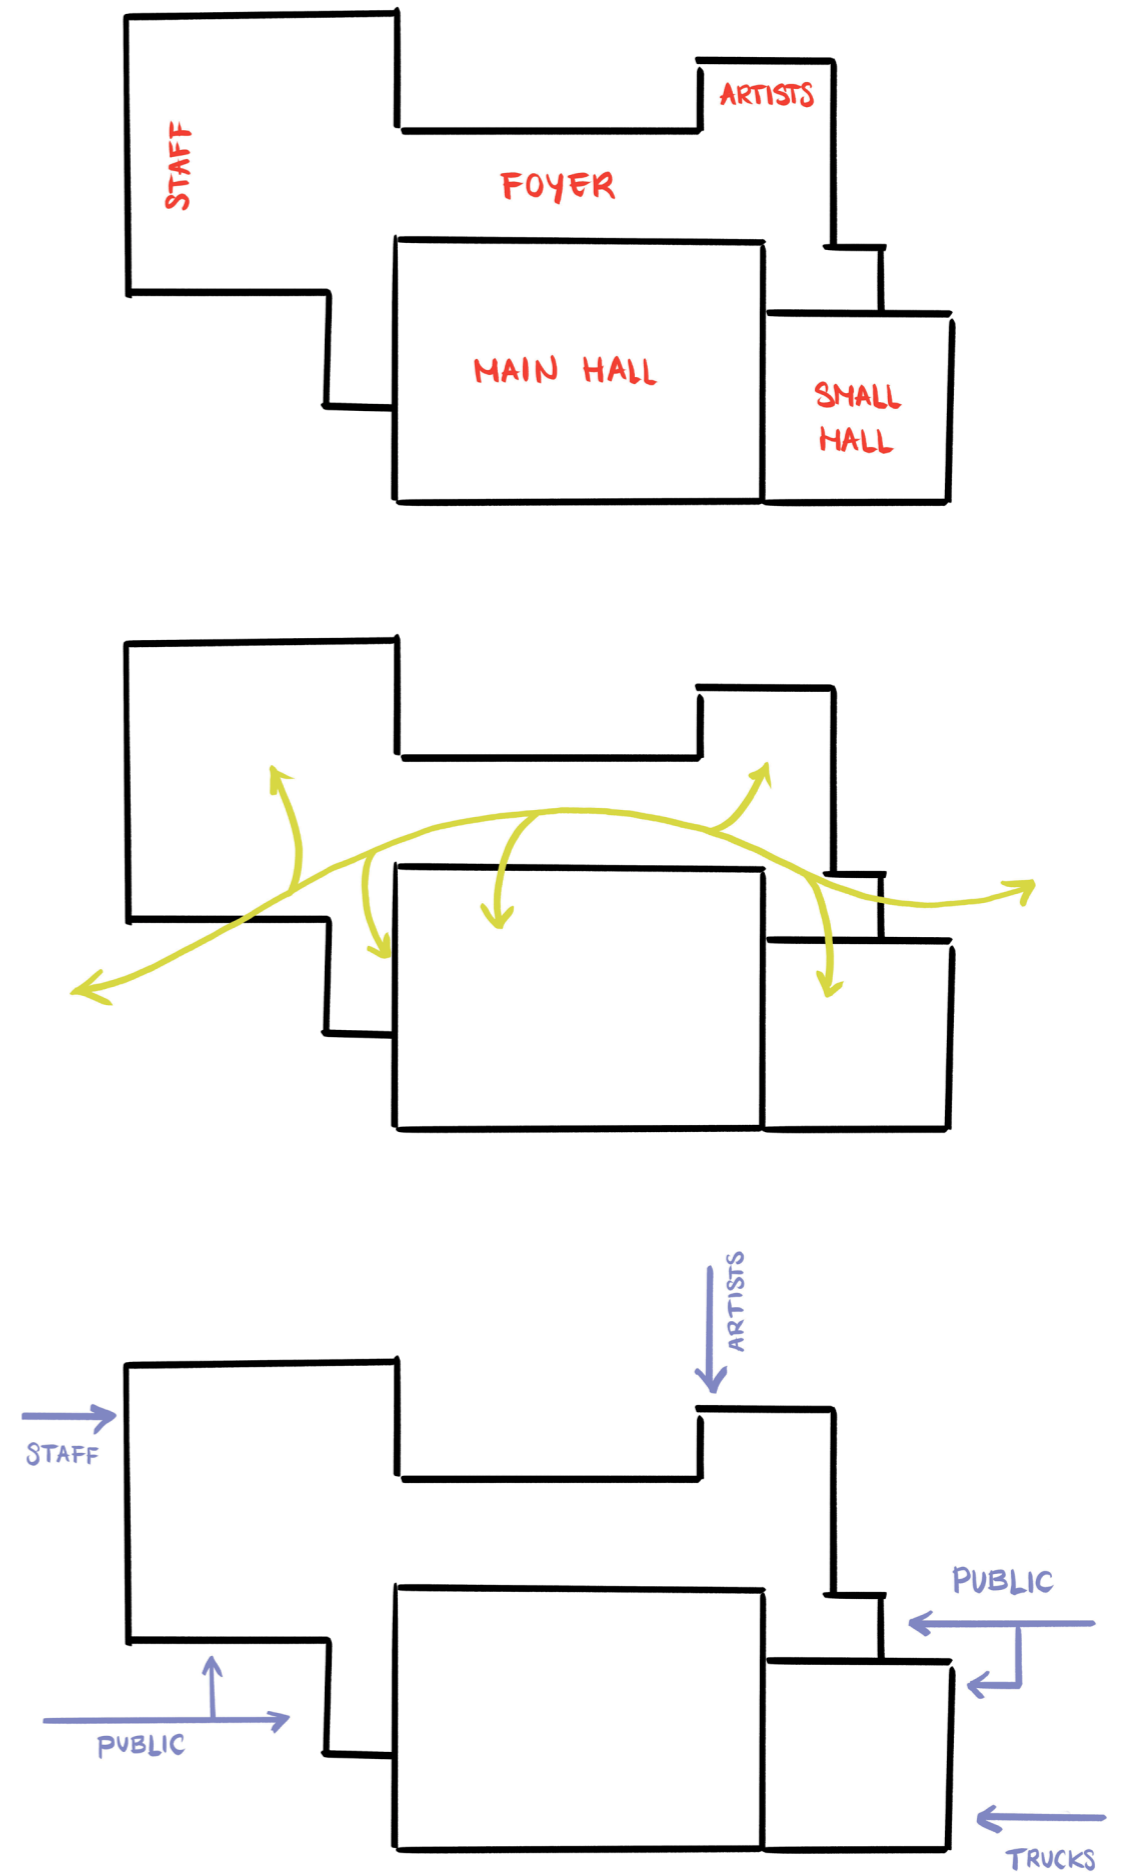 ARTISTS
STAFF
FOYER
MAIN HALL
SMALL
HALL
ARTISTS
STAFF
PUBLIC
PUBLIC
TRUCKS